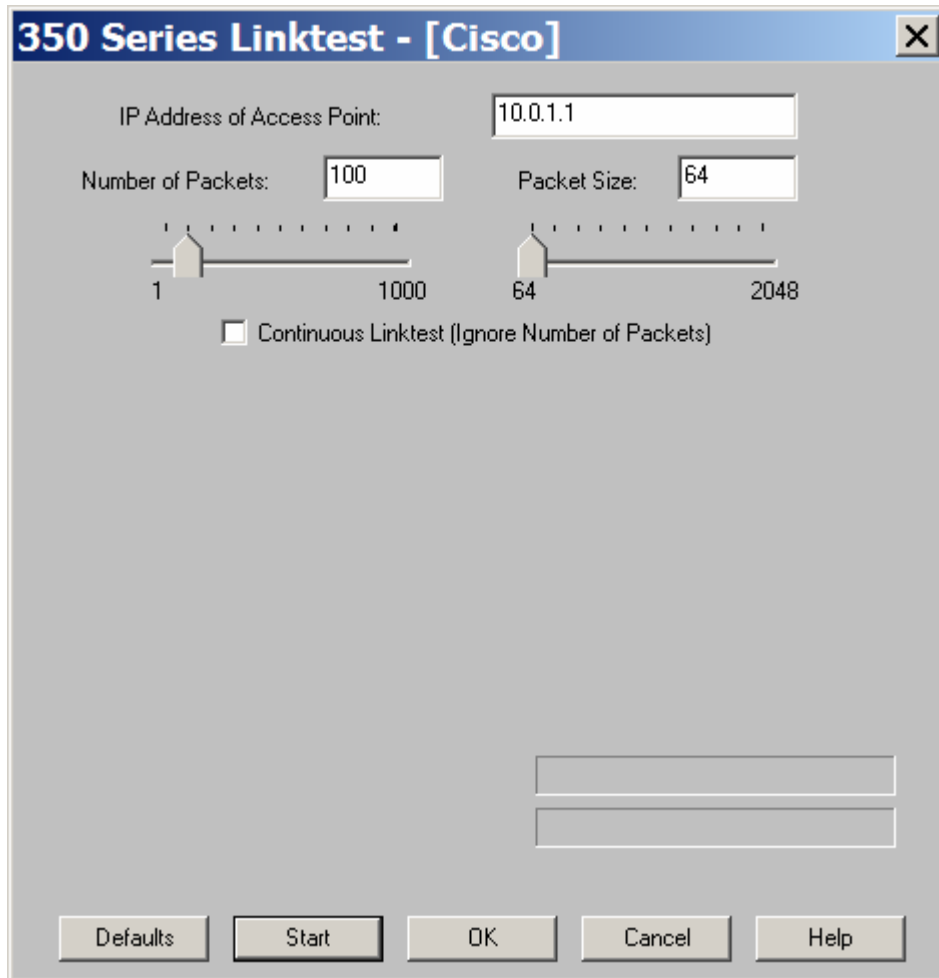 350 Series Linktest - [Cisco]
IP Address of Access Point: 10.0.1.1
Number of Packets: 100 Packet Size: 64
1 1000 64 2048
Continuous Linktest (Ignore Number of Packets)
Defaults Start OK Cancel Help